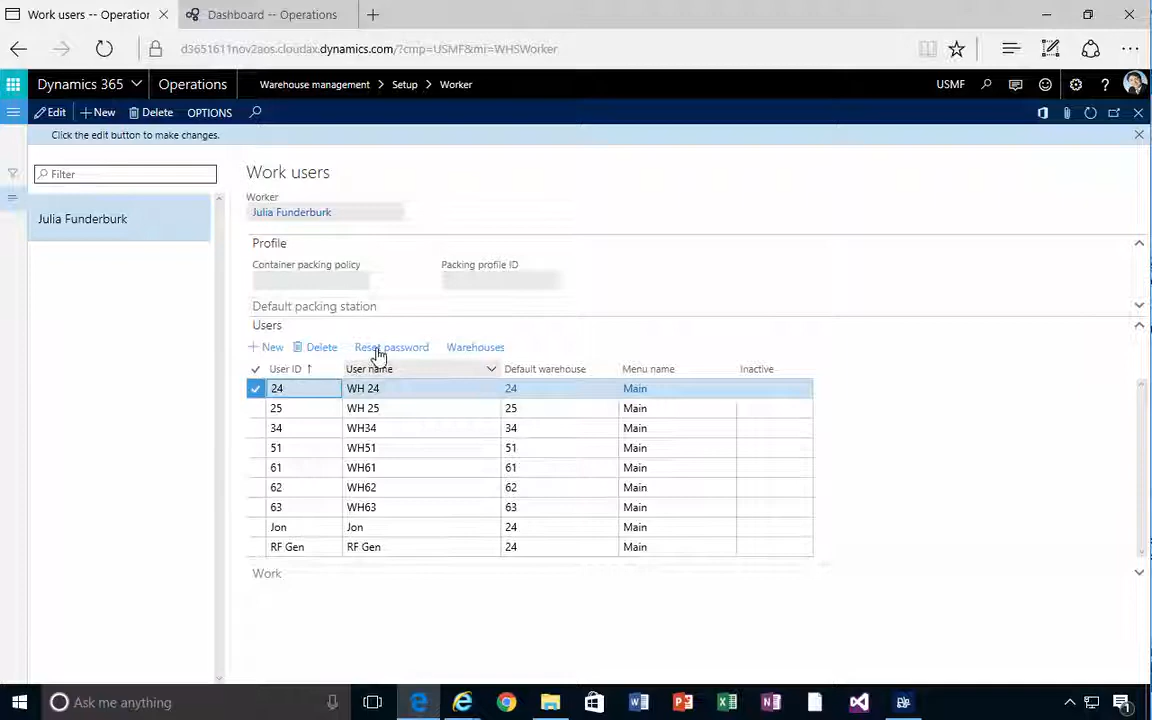 Work users -- Operation
Dashboard -- Operations
d3651611nov2aos.cloudax.dynamics.com/?cmp=USMF&mi=WHSWorker
Dynamics 365
Operations
Warehouse management > Setup > Worker
USMF
Edit
New
Delete
OPTIONS
Click the edit button to make changes.
Filter
Julia Funderburk
Work users
Worker
Julia Funderburk
Profile
Container packing policy
Packing profile ID
Default packing station
Users
New
Delete
Reset password
Warehouses
User ID User name Default warehouse Menu name Inactive
24 WH 24 24 Main
25 WH 25 25 Main
34 WH34 34 Main
51 WH51 51 Main
61 WH61 61 Main
62 WH62 62 Main
63 WH63 63 Main
Jon Jon 24 Main
RF Gen RF Gen 24 Main
Work
Ask me anything
1